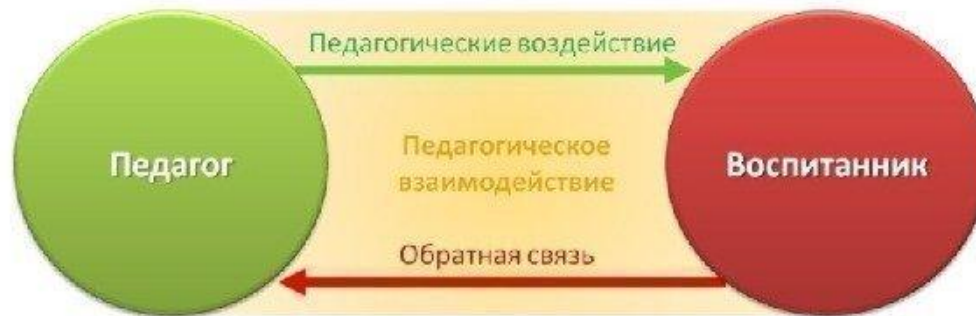 Педагогические воздействие
Педагог
Педагогическое
взаимодействие
Воспитанник
Обратная связь